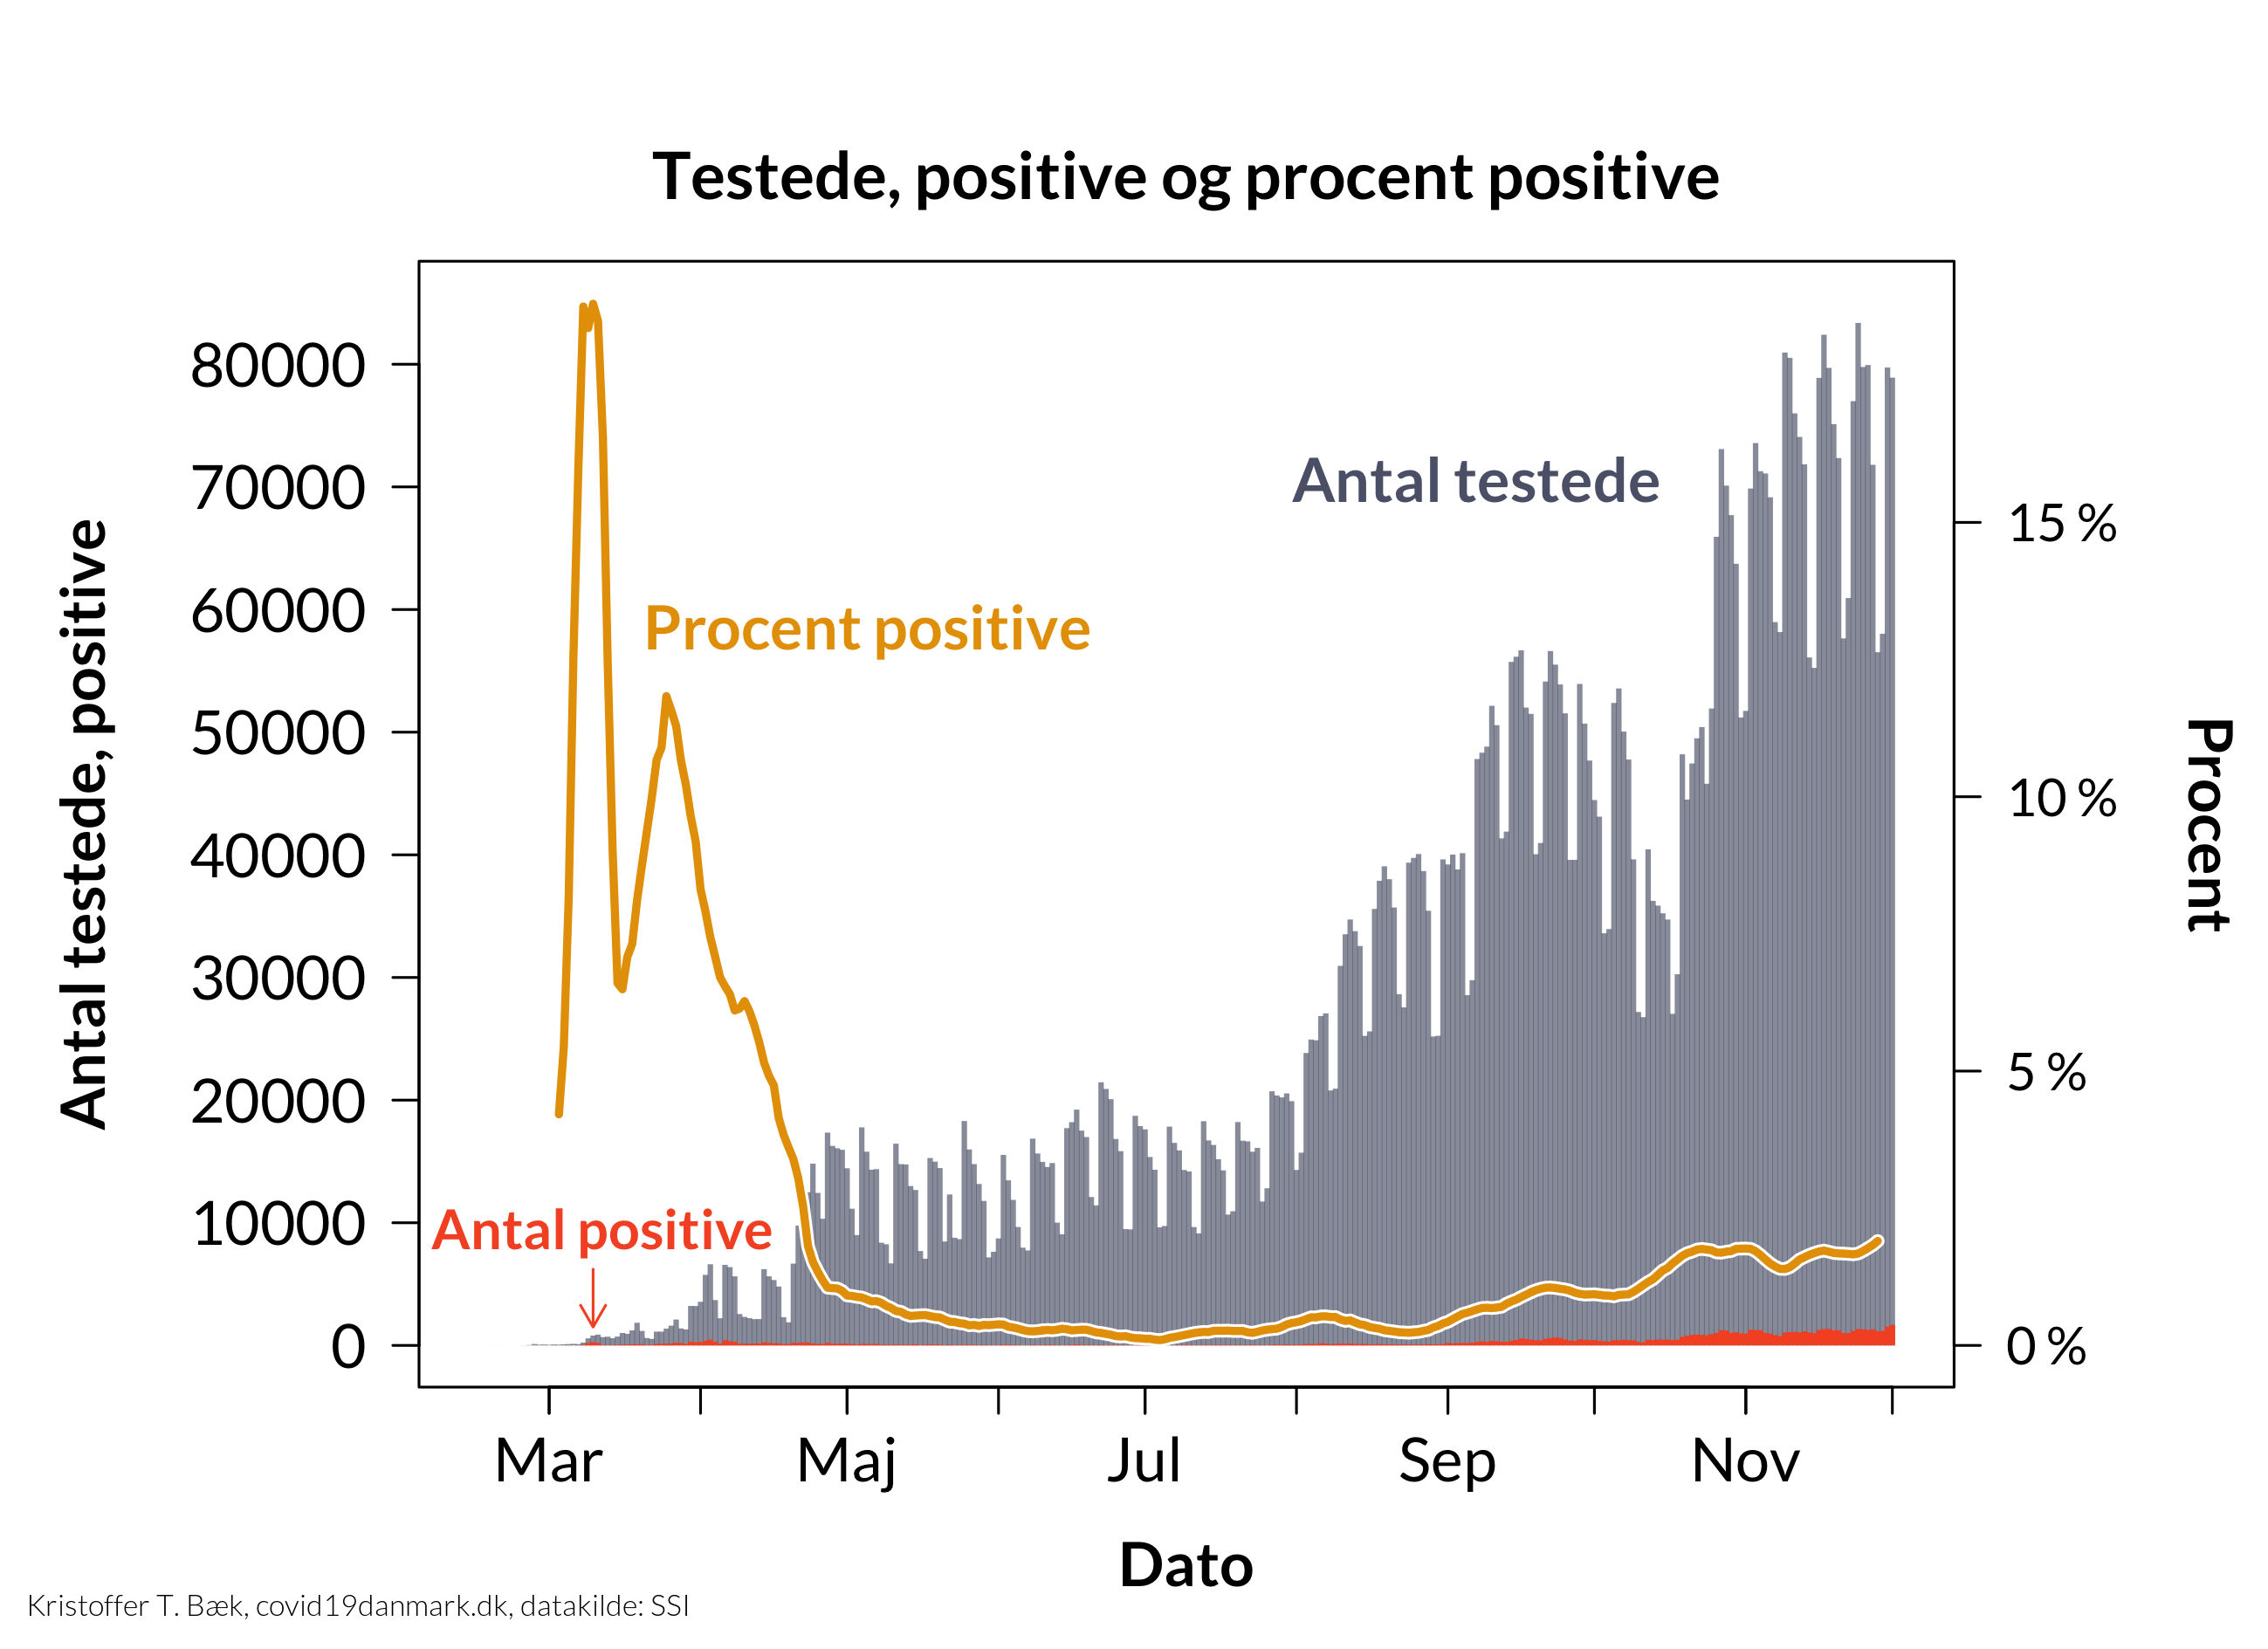 Testede, positive og procent positive
Antal testede, positive
80000
70000
60000
50000
40000
30000
20000
10000
0
Antal testede
Procent positive
Antal positive
15 %
10 %
5 %
0 %
Procent
Mar
Maj
Jul
Sep
Nov
Dato
Kristoffer T. Bæk, covid19danmark.dk, datakilde: SSI